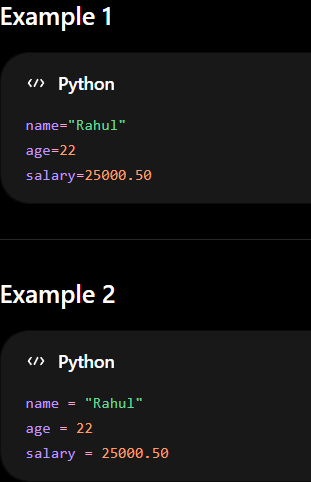 Example 1
</> Python
name="Rahul"
age=22
salary=25000.50
Example 2
</> Python
name = "Rahul"
age = 22
salary = 25000.50